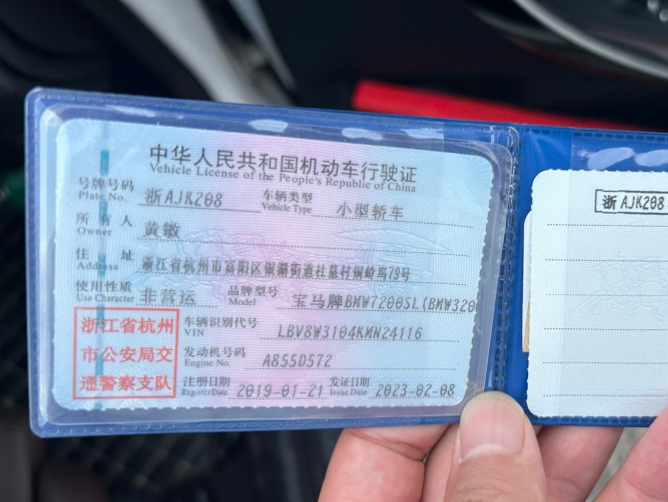 中华人民共和国机动车行驶证
Vehicle License of the People's Republic of China
号牌号码 浙AJK208 车辆类型 小型轿车
Plate No. Vehicle Type
所有人 黄敏
Owner
住址 浙江省杭州市富阳区银湖街道杜墓村铜岭坞79号
Address
使用性质 非营运 品牌型号 宝马牌BMW7200SL(BMW320
Use Character Model
浙江省杭州
市公安局交
通警察支队
车辆识别代号 LBV8W3104KMN24116
VIN
发动机号码 A855D572
Engine No.
注册日期 2019-01-21 发证日期 2023-02-08
Register Date Issue Date
浙AJK208